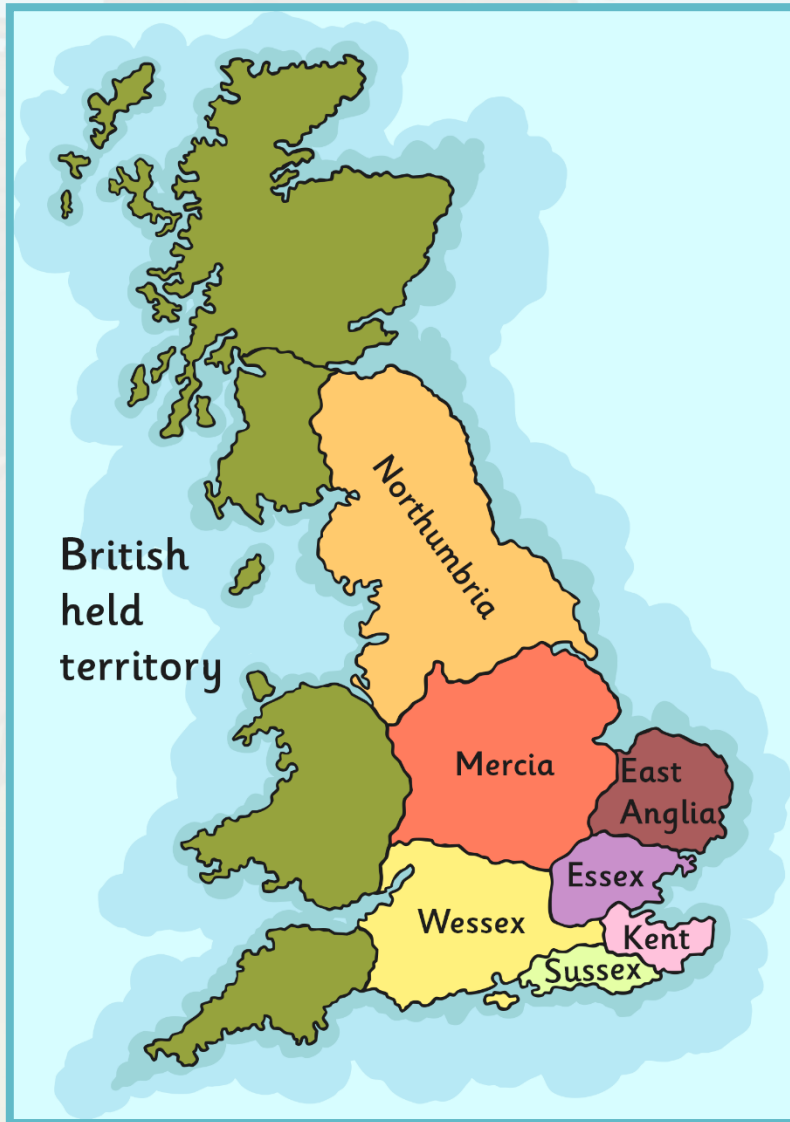 Northumbria
British
held
territory
Mercia
East
Anglia
Essex
Wessex
Kent
Sussex